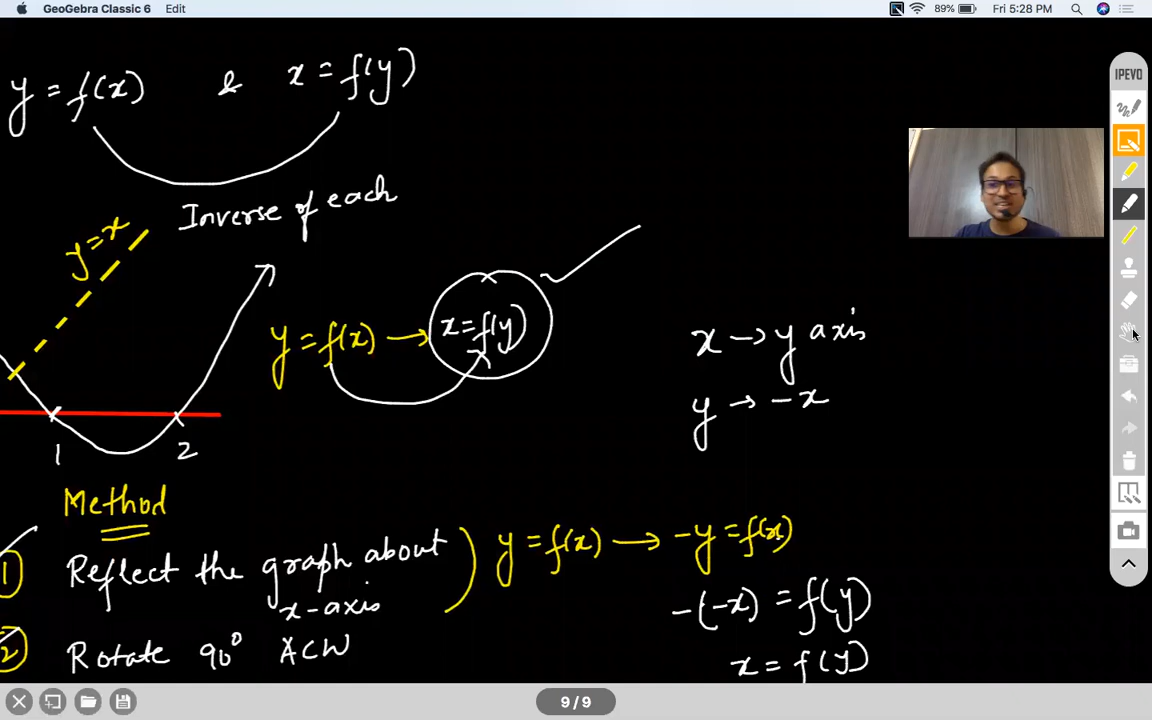 GeoGebra Classic 6 Edit 89% Fri 5:28 PM
y = f(x) & x = f(y)
IPEVO
Inverse of each
y = x
y = f(x) → x = f(y)
x → y axis
y → - x
1 2
Method
① Reflect the graph about
x-axis
y = f(x) → - y = f(x)
-(-x) = f(y)
② Rotate 90° ACW
x = f(y)
9 / 9